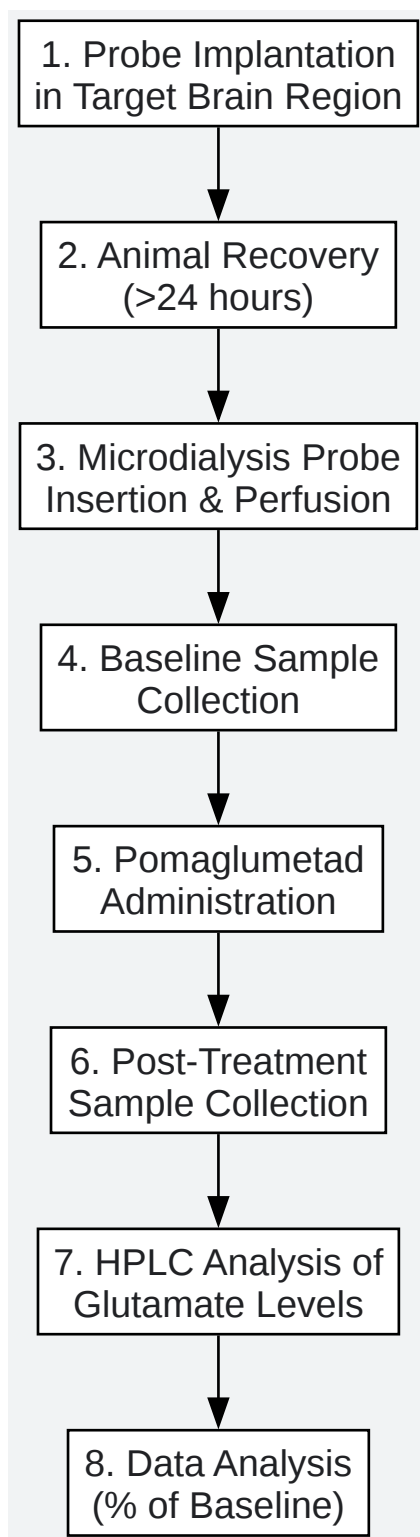 1. Probe Implantation
in Target Brain Region
2. Animal Recovery
(>24 hours)
3. Microdialysis Probe
Insertion & Perfusion
4. Baseline Sample
Collection
5. Pomaglumetad
Administration
6. Post-Treatment
Sample Collection
7. HPLC Analysis of
Glutamate Levels
8. Data Analysis
(% of Baseline)